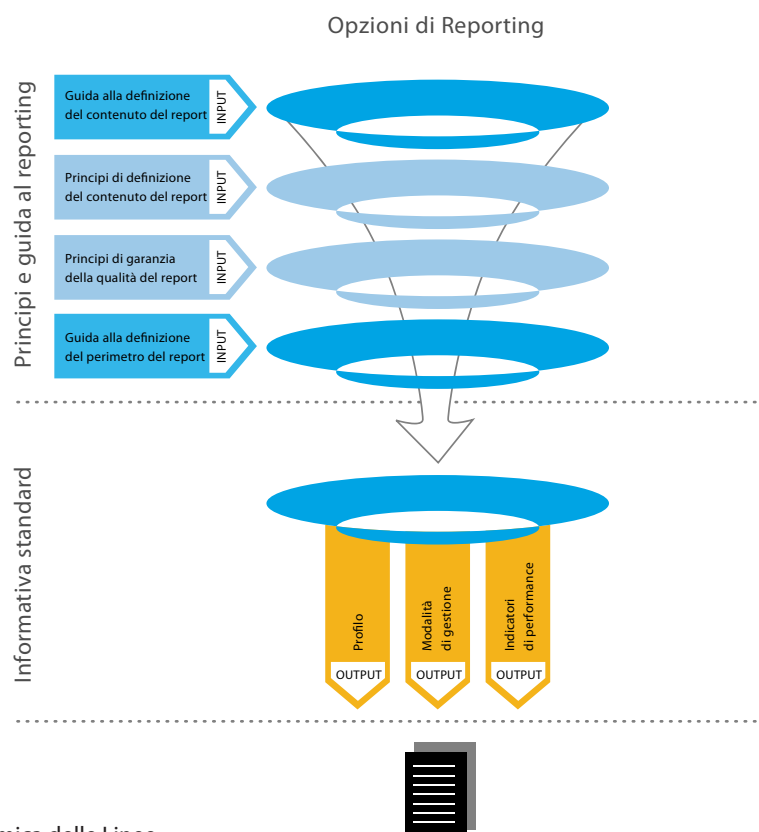 Opzioni di Reporting
Principi e guida al reporting
Guida alla definizione
del contenuto del report
INPUT
Principi di definizione
del contenuto del report
INPUT
Principi di garanzia
della qualità del report
INPUT
Guida alla definizione
del perimetro del report
INPUT
Informativa standard
Profilo
OUTPUT
Modalità
di gestione
OUTPUT
Indicatori
di performance
OUTPUT